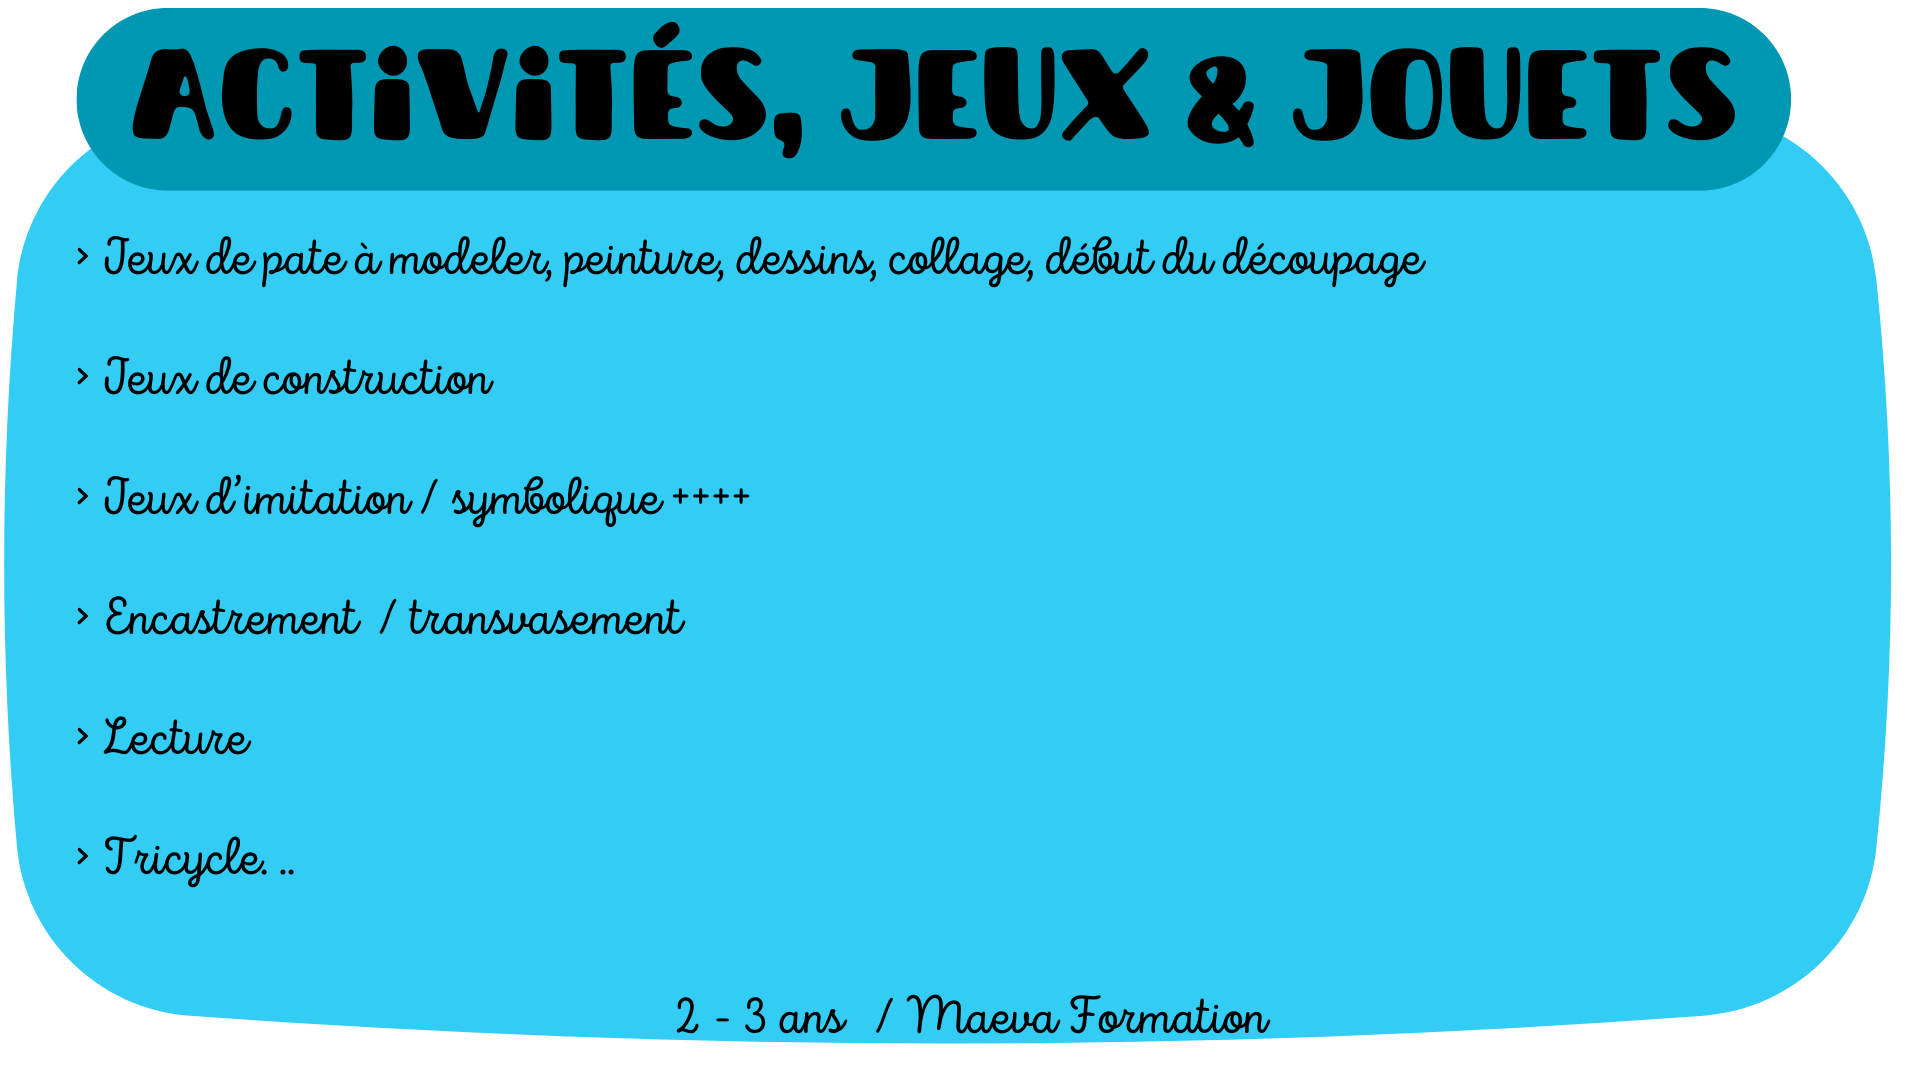 ACTiViTÉS, JEUX & JOUETS
> Jeux de pate à modeler, peinture, dessins, collage, début du découpage
> Jeux de construction
> Jeux d'imitation / symbolique ++++
> Encastrement / transvasement
> Lecture
> Tricycle. ..
2 - 3 ans / Maeva Formation